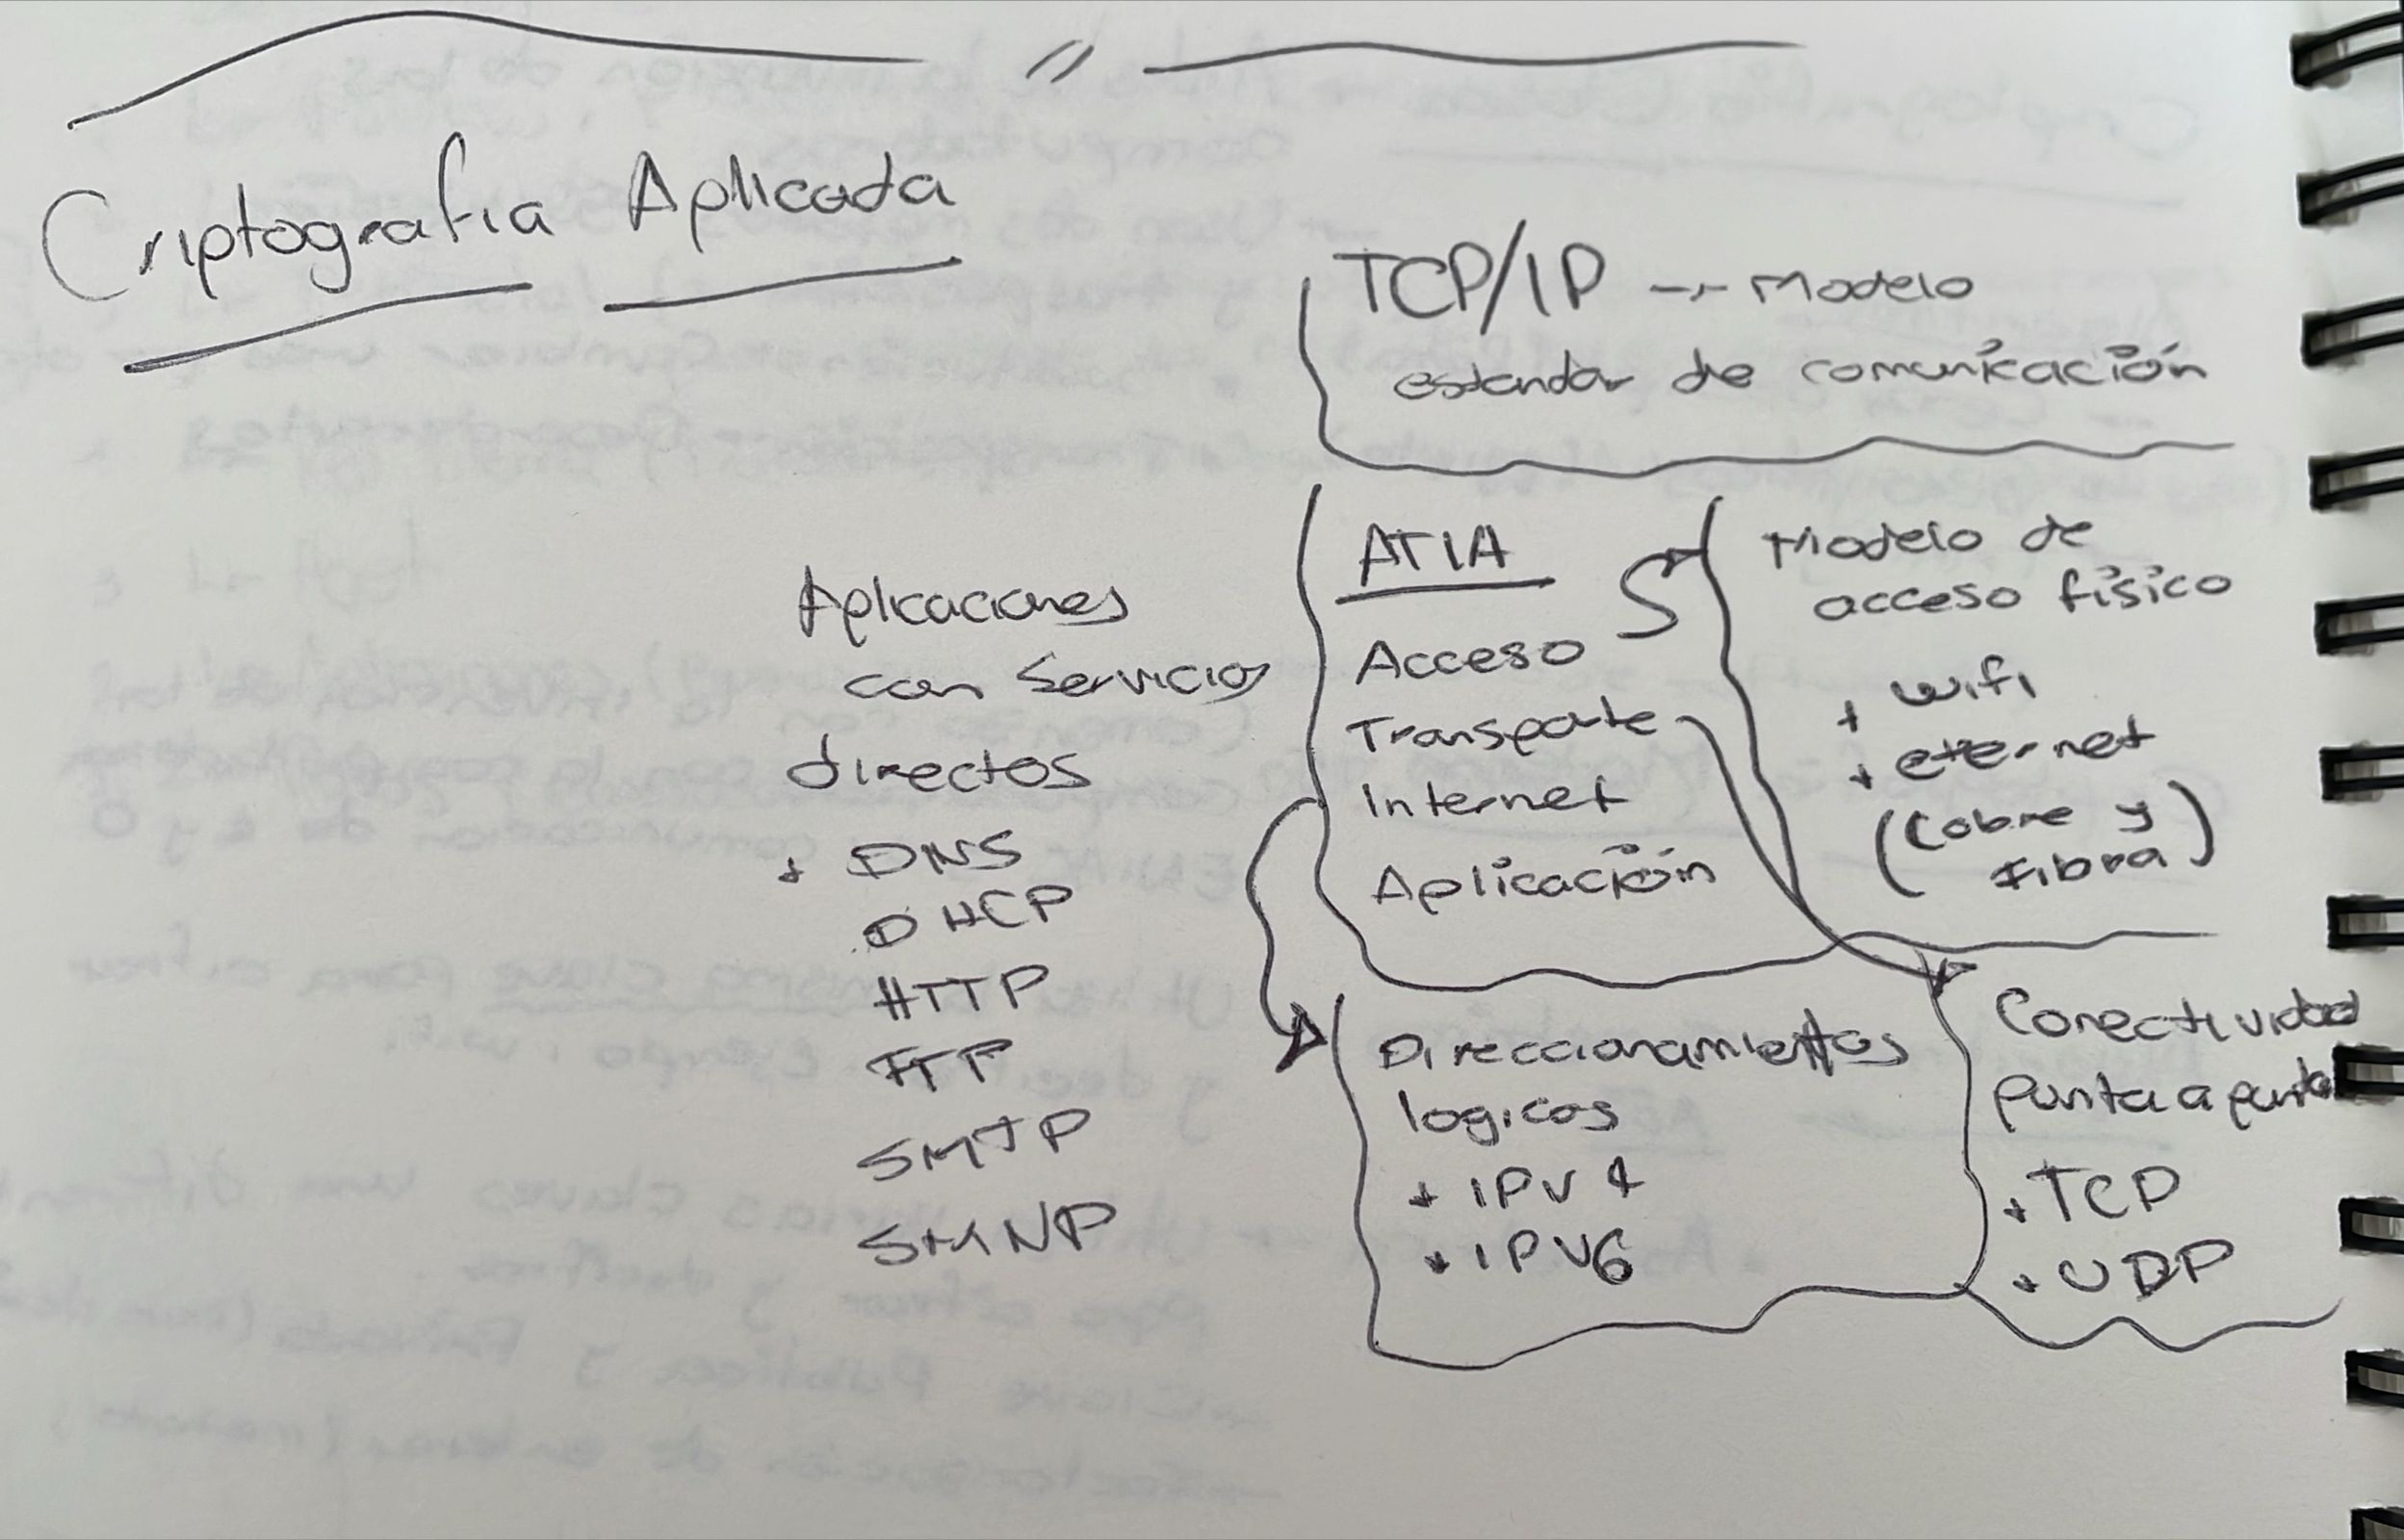 Criptografia Aplicada
TCP/IP → Modelo
estandar de comunicación
ATIA
Acceso
Transporte
Internet
Aplicación
Modelo de
acceso físico
+ wifi
+ eternet
(Cobre y
Fibra)
Aplicaciones
con Servicios
directos
+ DNS
DHCP
HTTP
FTP
SMTP
SMNP
Direccionamientos
logicos
+ IPV4
+ IPV6
Conectividad
punta a punta
+ TCP
+ UDP